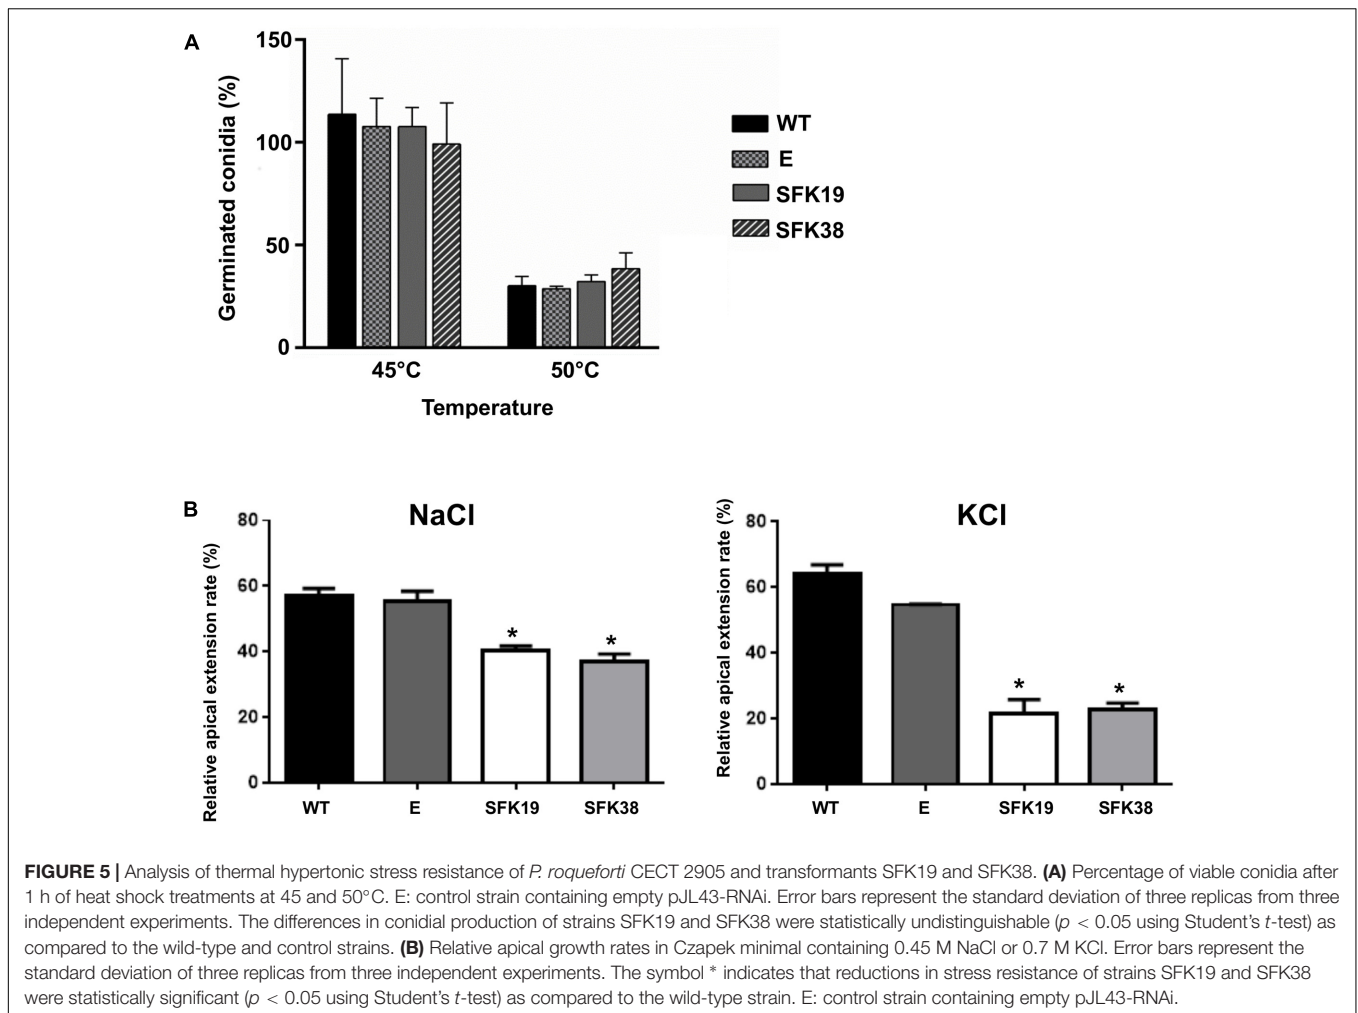 A
150
100
50
0
Germinated conidia (%)
45°C
50°C
Temperature
WT
E
SFK19
SFK38
B
NaCl
80
60
40
20
0
Relative apical extension rate (%)
WT
E
SFK19
SFK38
KCl
80
60
40
20
0
Relative apical extension rate (%)
*
*
*
*
WT
E
SFK19
SFK38
FIGURE 5 | Analysis of thermal hypertonic stress resistance of P. roqueforti CECT 2905 and transformants SFK19 and SFK38. (A) Percentage of viable conidia after
1 h of heat shock treatments at 45 and 50°C. E: control strain containing empty pJL43-RNAi. Error bars represent the standard deviation of three replicas from three
independent experiments. The differences in conidial production of strains SFK19 and SFK38 were statistically undistinguishable (p < 0.05 using Student's t-test) as
compared to the wild-type and control strains. (B) Relative apical growth rates in Czapek minimal containing 0.45 M NaCl or 0.7 M KCl. Error bars represent the
standard deviation of three replicas from three independent experiments. The symbol * indicates that reductions in stress resistance of strains SFK19 and SFK38
were statistically significant (p < 0.05 using Student's t-test) as compared to the wild-type strain. E: control strain containing empty pJL43-RNAi.